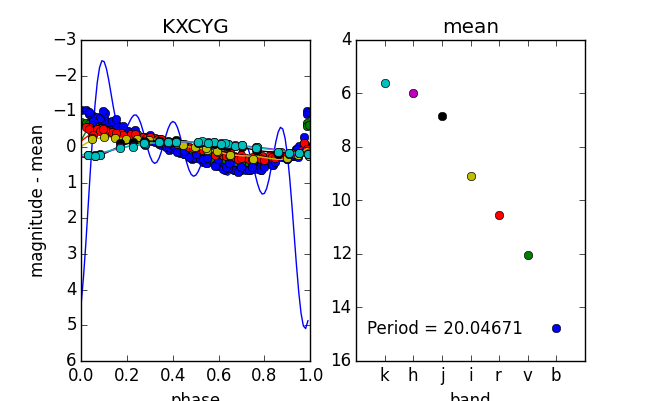 KXCYG
magnitude - mean
−3
−2
−1
0
1
2
3
4
5
6
0.0 0.2 0.4 0.6 0.8 1.0
phase
mean
4
6
8
10
12
14
16
Period = 20.04671
k h j i r v b
band